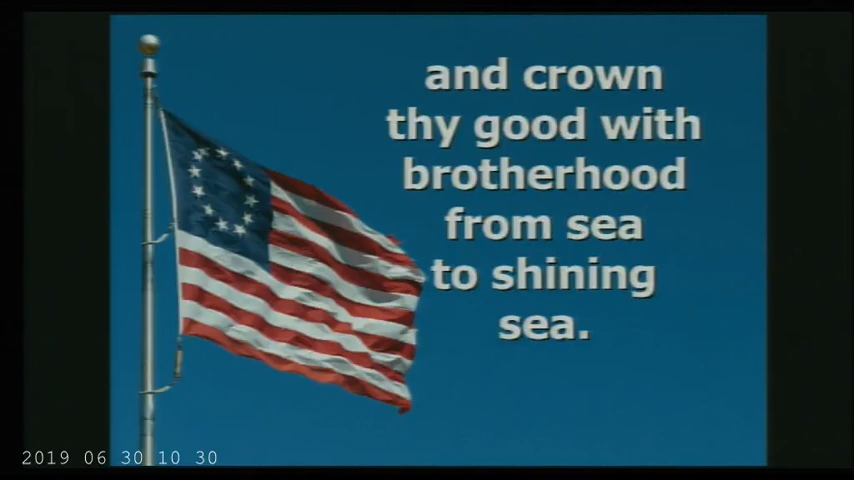 and crown
thy good with
brotherhood
from sea
to shining
sea.
2019 06 30 10 30